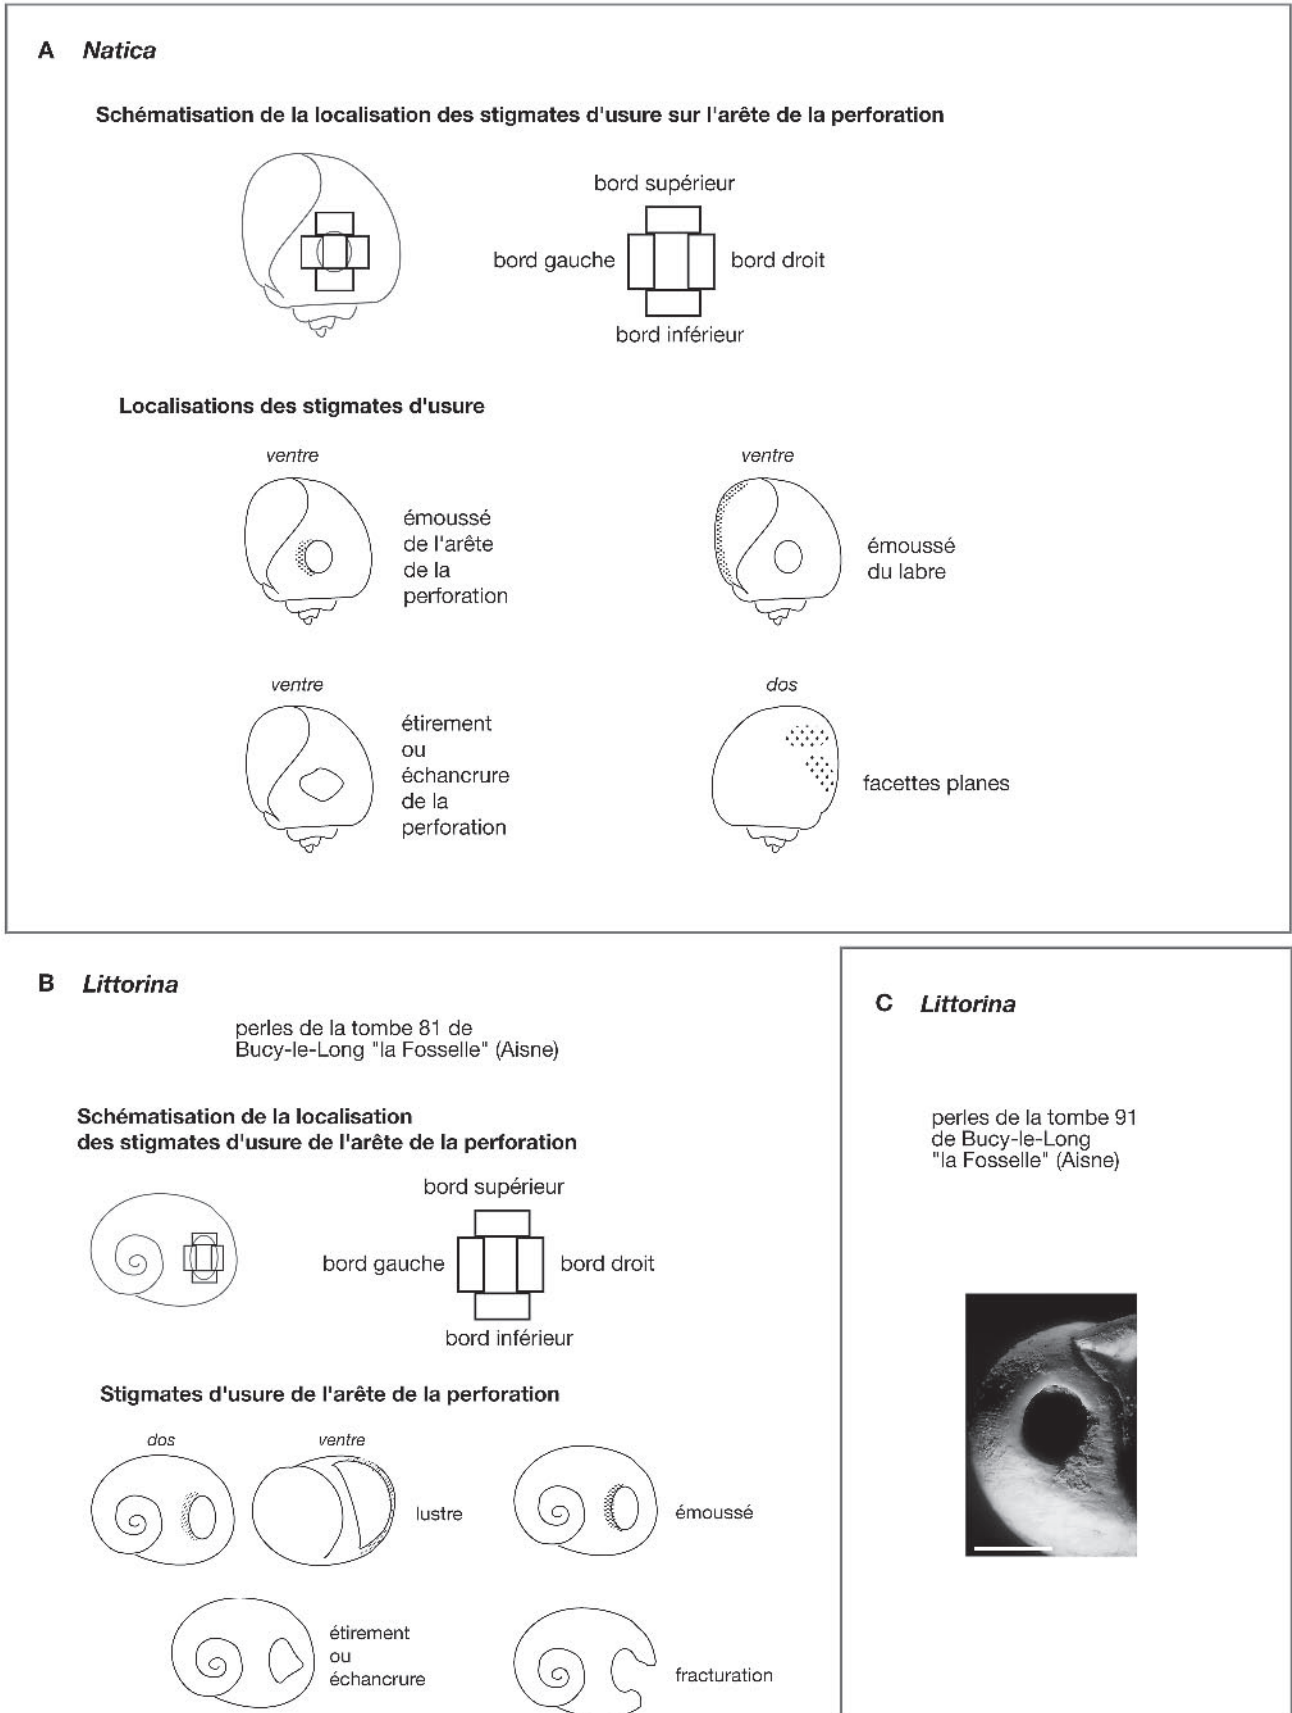 A Natica
Schématisation de la localisation des stigmates d'usure sur l'arête de la perforation
bord supérieur
bord gauche
bord droit
bord inférieur
Localisations des stigmates d'usure
ventre
émoussé
de l'arête
de la
perforation
ventre
émoussé
du labre
ventre
étirement
ou
échancrure
de la
perforation
dos
facettes planes
B Littorina
perles de la tombe 81 de
Bucy-le-Long "la Fosselle" (Aisne)
Schématisation de la localisation
des stigmates d'usure de l'arête de la perforation
bord supérieur
bord gauche
bord droit
bord inférieur
Stigmates d'usure de l'arête de la perforation
dos
ventre
lustre
émoussé
étirement
ou
échancrure
fracturation
C Littorina
perles de la tombe 91
de Bucy-le-Long
"la Fosselle" (Aisne)